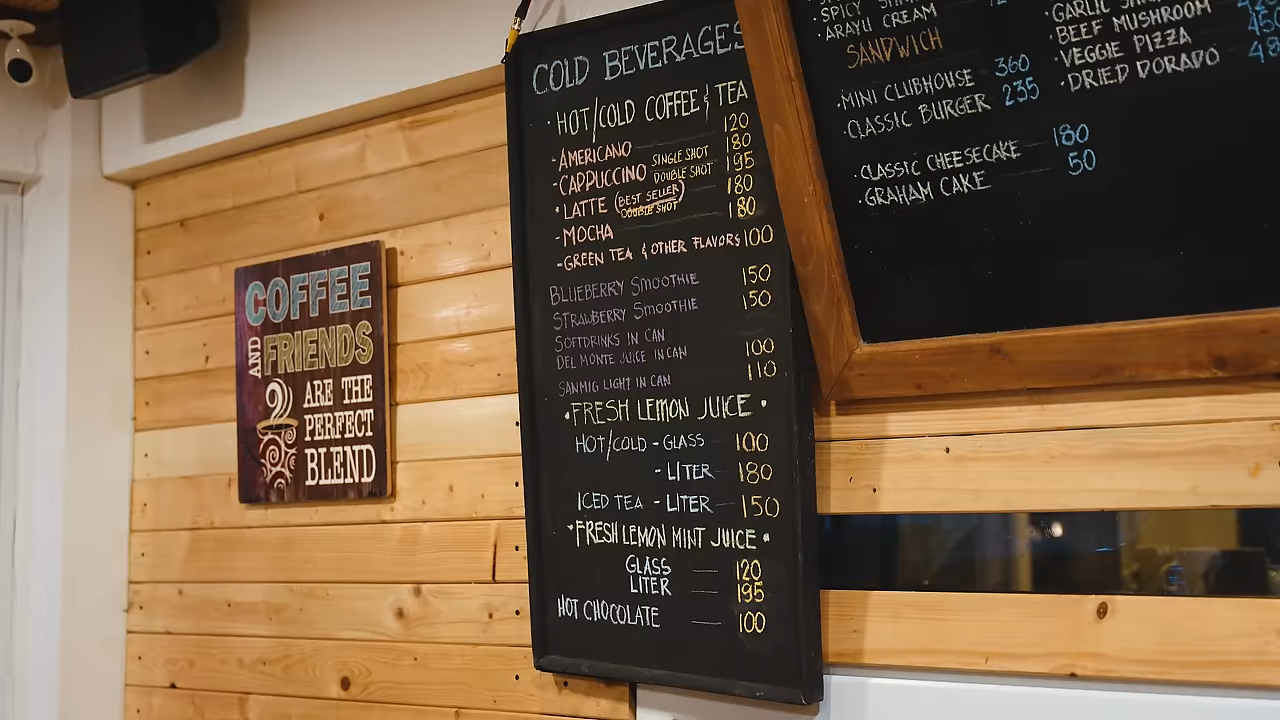 COFFEE
AND FRIENDS
ARE THE
PERFECT
BLEND
COLD BEVERAGES
· HOT/COLD COFFEE & TEA
- AMERICANO 120
- CAPPUCCINO SINGLE SHOT 180
DOUBLE SHOT 195
· LATTE (BEST SELLER) 180
DOUBLE SHOT
- MOCHA 180
- GREEN TEA & OTHER FLAVORS 100
BLUEBERRY SMOOTHIE 150
STRAWBERRY SMOOTHIE 150
SOFTDRINKS IN CAN
DEL MONTE JUICE IN CAN 100
SANMIG LIGHT IN CAN 110
· FRESH LEMON JUICE ·
HOT/COLD - GLASS 100
- LITER 180
ICED TEA - LITER 150
· FRESH LEMON MINT JUICE ·
GLASS 120
LITER 195
HOT CHOCOLATE 100
· SPICY
· ARAYU CREAM
SANDWICH
· MINI CLUBHOUSE 360
· CLASSIC BURGER 235
· CLASSIC CHEESECAKE 180
· GRAHAM CAKE 50
· GARLIC
· BEEF MUSHROOM
· VEGGIE PIZZA
· DRIED DORADO